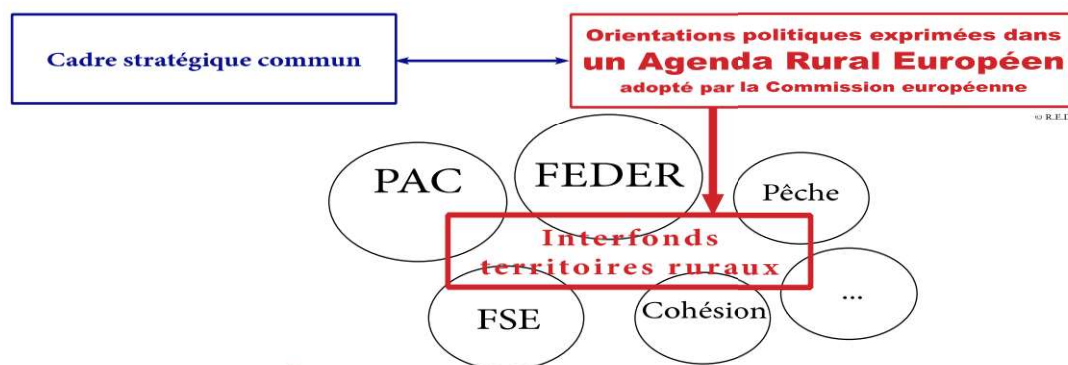 Cadre stratégique commun
Orientations politiques exprimées dans
un Agenda Rural Européen
adopté par la Commission européenne
© R.E.D
PAC
FEDER
Pêche
Interfonds
territoires ruraux
FSE
Cohésion
...